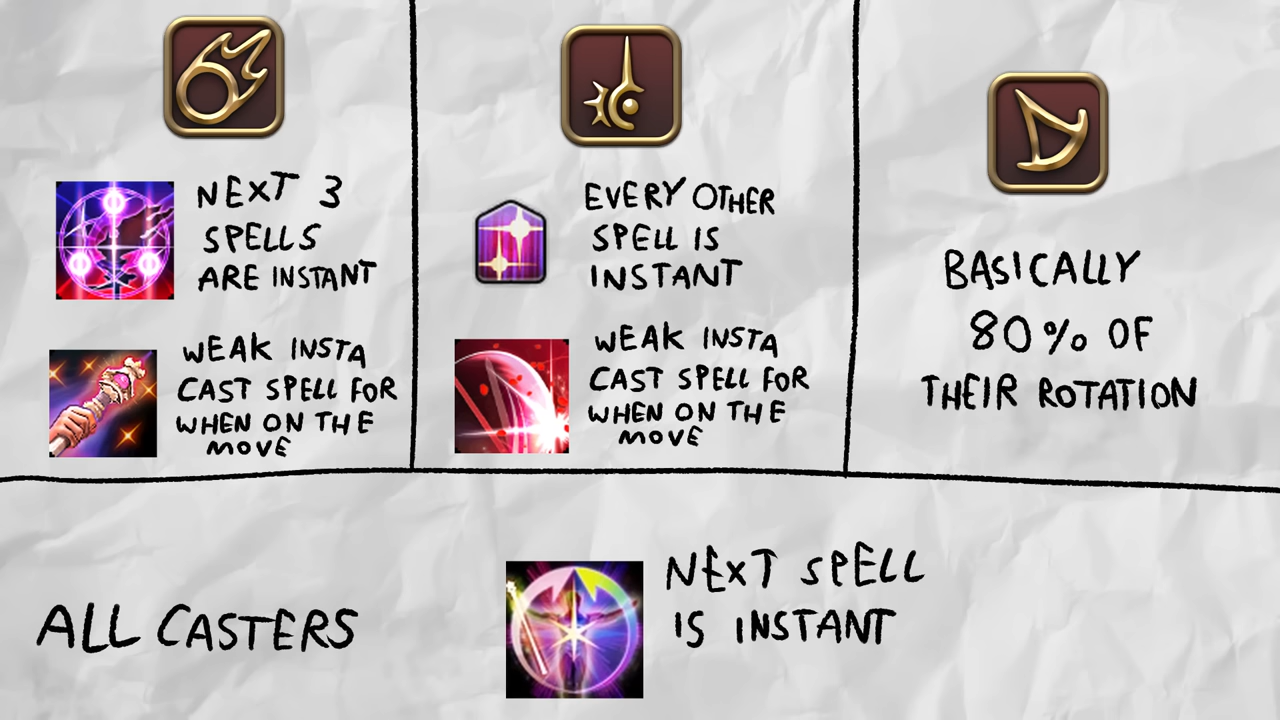 NEXT 3
SPELLS
ARE INSTANT
WEAK INSTA
CAST SPELL FOR
WHEN ON THE
MOVE
EVERY OTHER
SPELL IS
INSTANT
WEAK INSTA
CAST SPELL FOR
WHEN ON THE
MOVE
BASICALLY
80% OF
THEIR ROTATION
ALL CASTERS
NEXT SPELL
IS INSTANT